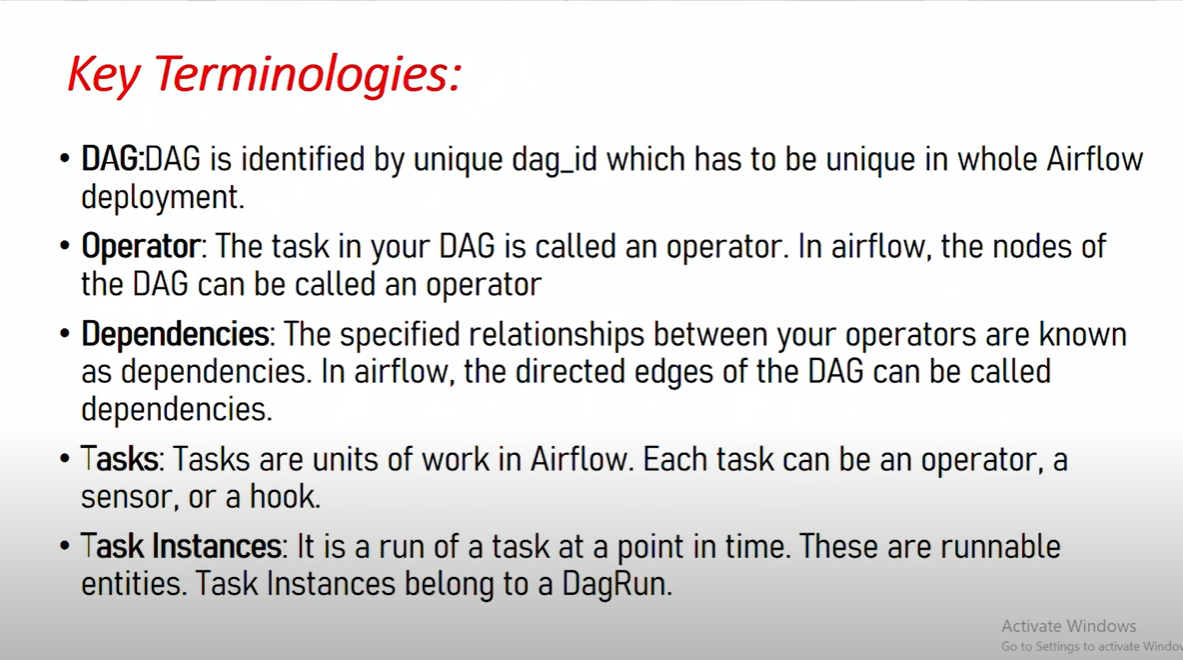 Key Terminologies:
• DAG:DAG is identified by unique dag_id which has to be unique in whole Airflow
deployment.
• Operator: The task in your DAG is called an operator. In airflow, the nodes of
the DAG can be called an operator
• Dependencies: The specified relationships between your operators are known
as dependencies. In airflow, the directed edges of the DAG can be called
dependencies.
• Tasks: Tasks are units of work in Airflow. Each task can be an operator, a
sensor, or a hook.
• Task Instances: It is a run of a task at a point in time. These are runnable
entities. Task Instances belong to a DagRun.
Activate Windows
Go to Settings to activate Window